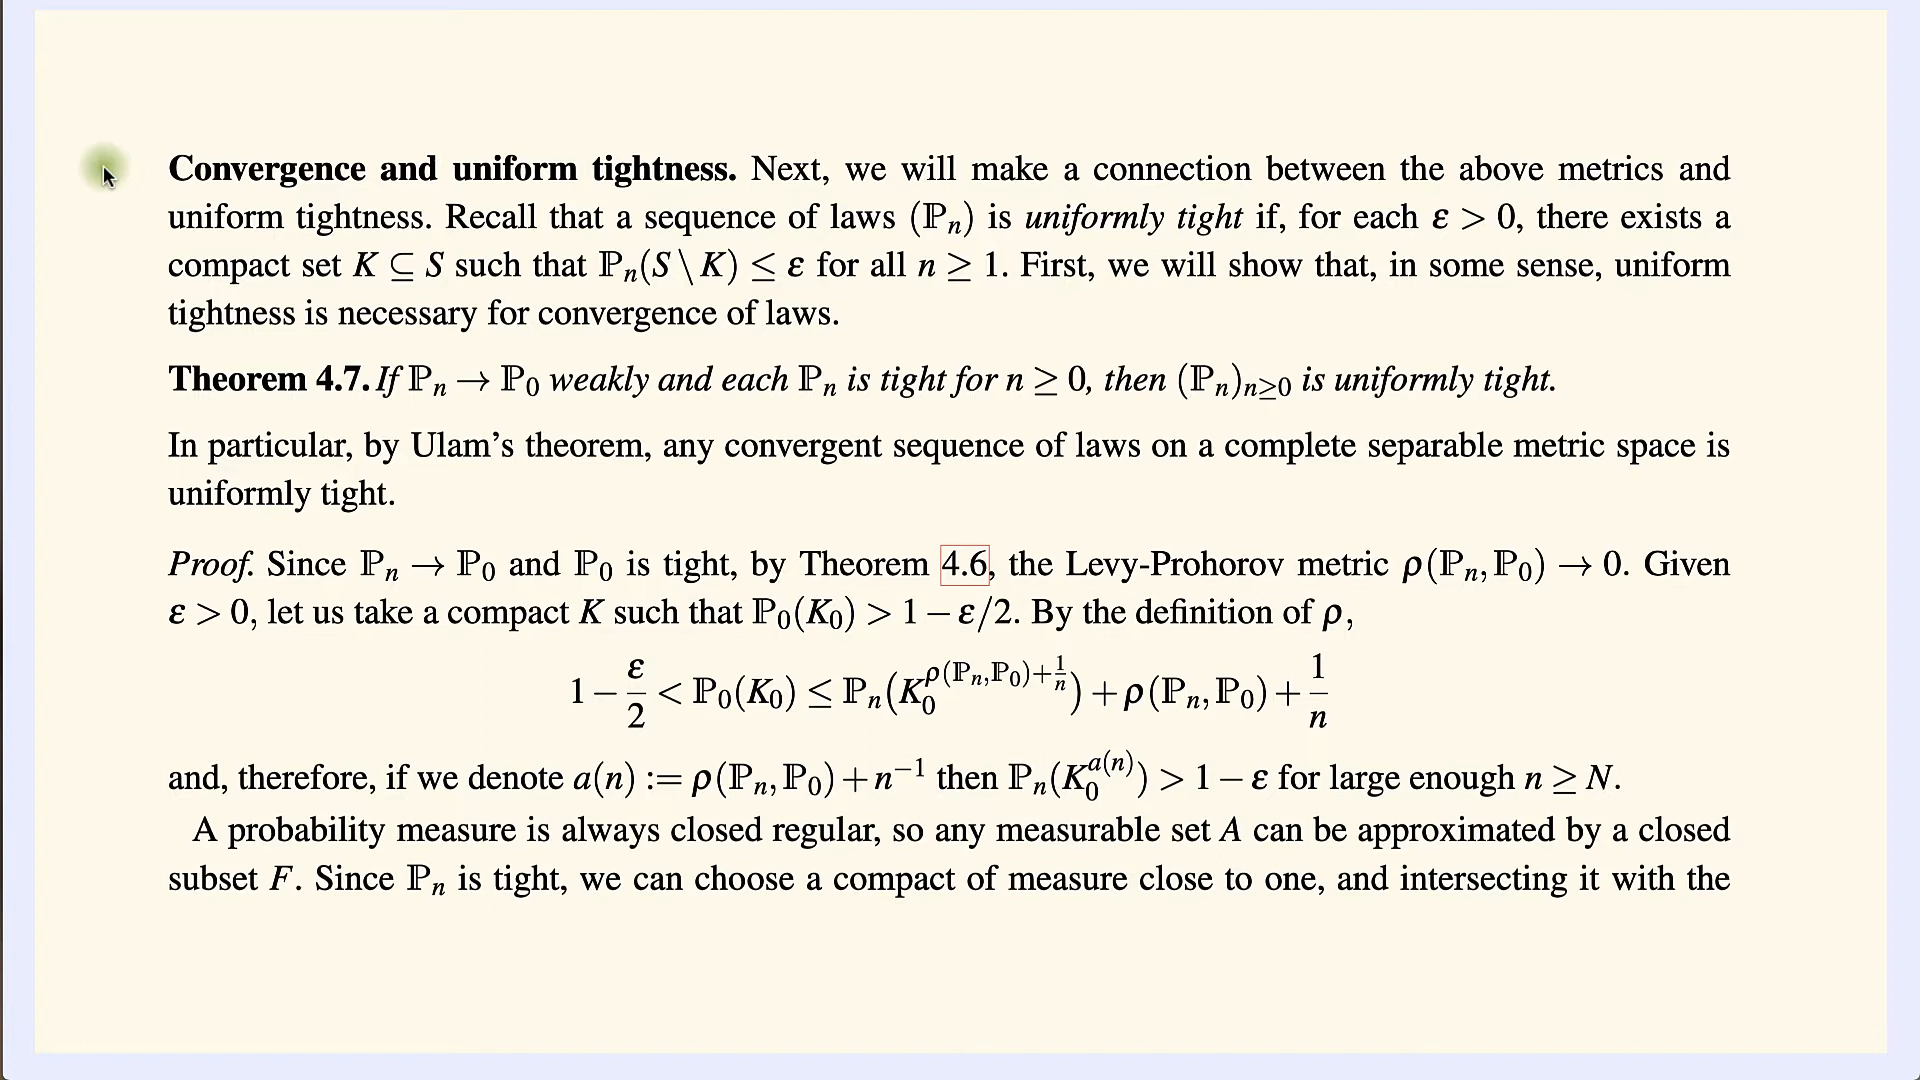 Convergence and uniform tightness. Next, we will make a connection between the above metrics and
uniform tightness. Recall that a sequence of laws (ℙₙ) is uniformly tight if, for each ε > 0, there exists a
compact set K ⊆ S such that ℙₙ(S \ K) ≤ ε for all n ≥ 1. First, we will show that, in some sense, uniform
tightness is necessary for convergence of laws.
Theorem 4.7. If ℙₙ → ℙ₀ weakly and each ℙₙ is tight for n ≥ 0, then (ℙₙ)ₙ≥₀ is uniformly tight.
In particular, by Ulam's theorem, any convergent sequence of laws on a complete separable metric space is
uniformly tight.
Proof. Since ℙₙ → ℙ₀ and ℙ₀ is tight, by Theorem 4.6, the Levy-Prohorov metric ρ(ℙₙ, ℙ₀) → 0. Given
ε > 0, let us take a compact K such that ℙ₀(K₀) > 1 − ε/2. By the definition of ρ,
1 − ε/2 < ℙ₀(K₀) ≤ ℙₙ(K₀^{ρ(ℙₙ,ℙ₀)+1/n}) + ρ(ℙₙ, ℙ₀) + 1/n
and, therefore, if we denote a(n) := ρ(ℙₙ, ℙ₀) + n⁻¹ then ℙₙ(K₀^{a(n)}) > 1 − ε for large enough n ≥ N.
A probability measure is always closed regular, so any measurable set A can be approximated by a closed
subset F. Since ℙₙ is tight, we can choose a compact of measure close to one, and intersecting it with the